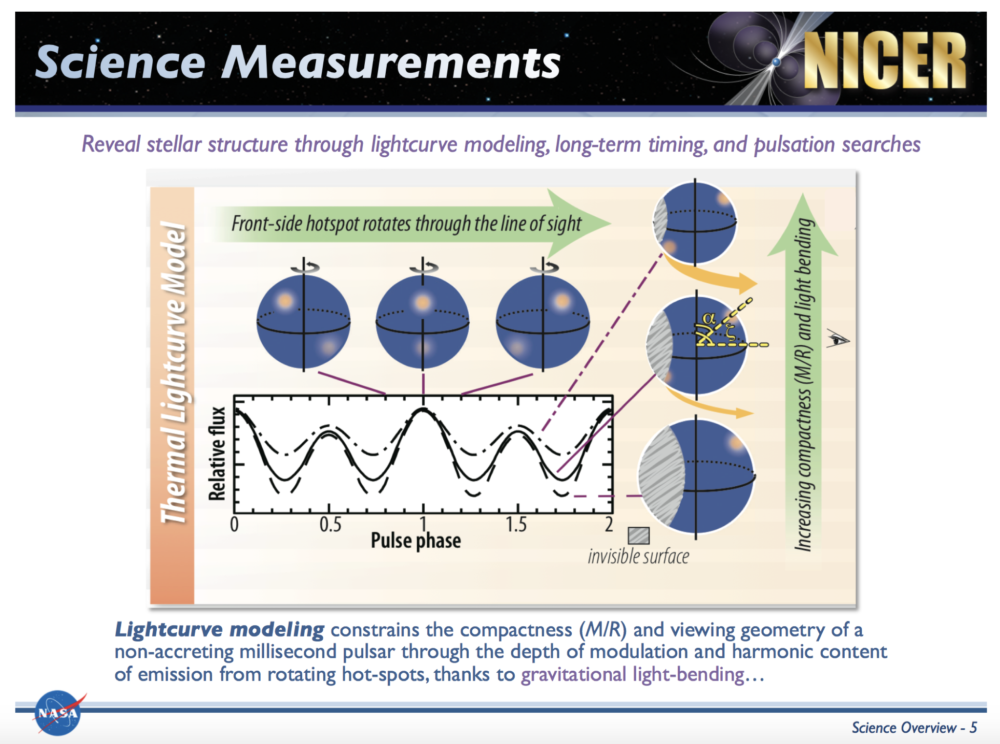 Science Measurements
NICER
Reveal stellar structure through lightcurve modeling, long-term timing, and pulsation searches
Thermal Lightcurve Model
Front-side hotspot rotates through the line of sight
α
ζ
Increasing compactness (M/R) and light bending
Relative flux
0
0.5
1
1.5
2
Pulse phase
invisible surface
Lightcurve modeling constrains the compactness (M/R) and viewing geometry of a
non-accreting millisecond pulsar through the depth of modulation and harmonic content
of emission from rotating hot-spots, thanks to gravitational light-bending…
NASA
Science Overview - 5